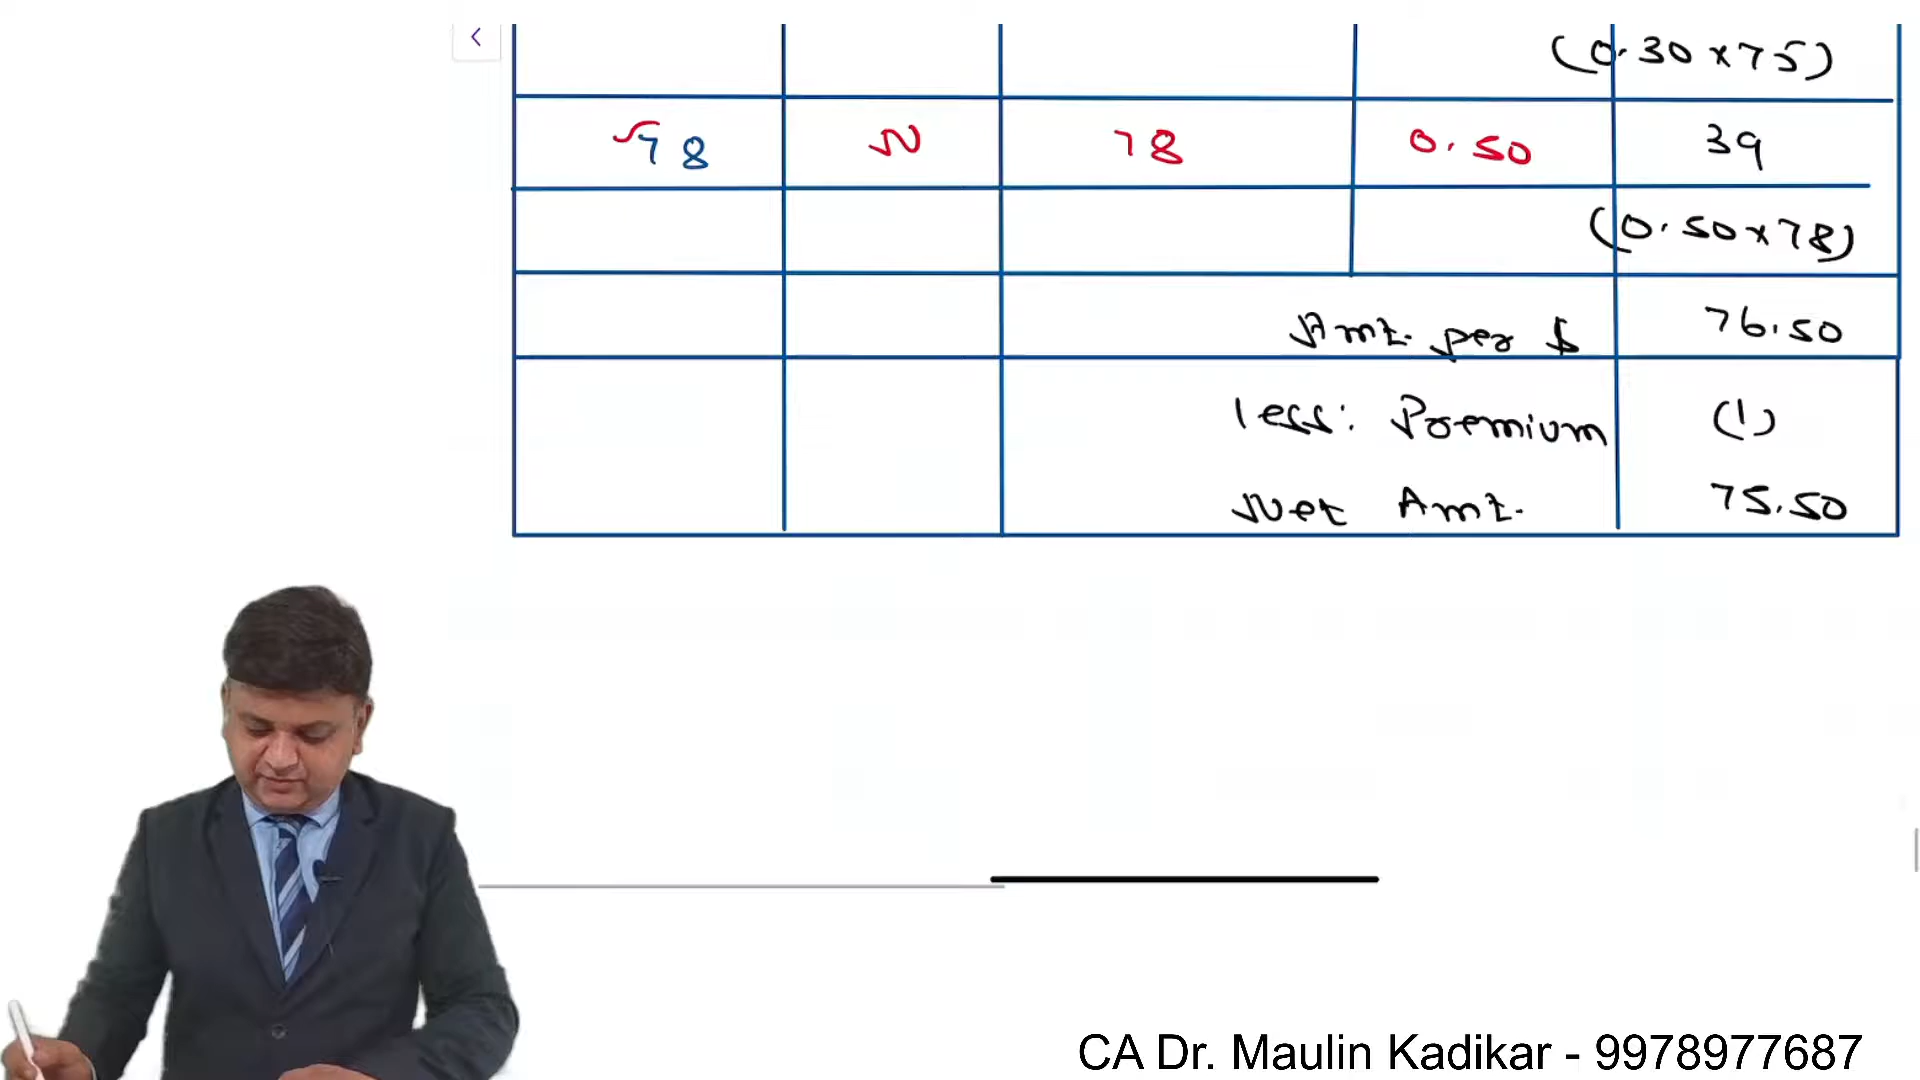 (0.30 x 75)
78 N 78 0.50 39
(0.50 x 78)
Amt. per $ 76.50
less: Premium (1)
Net Amt. 75.50
CA Dr. Maulin Kadikar - 9978977687